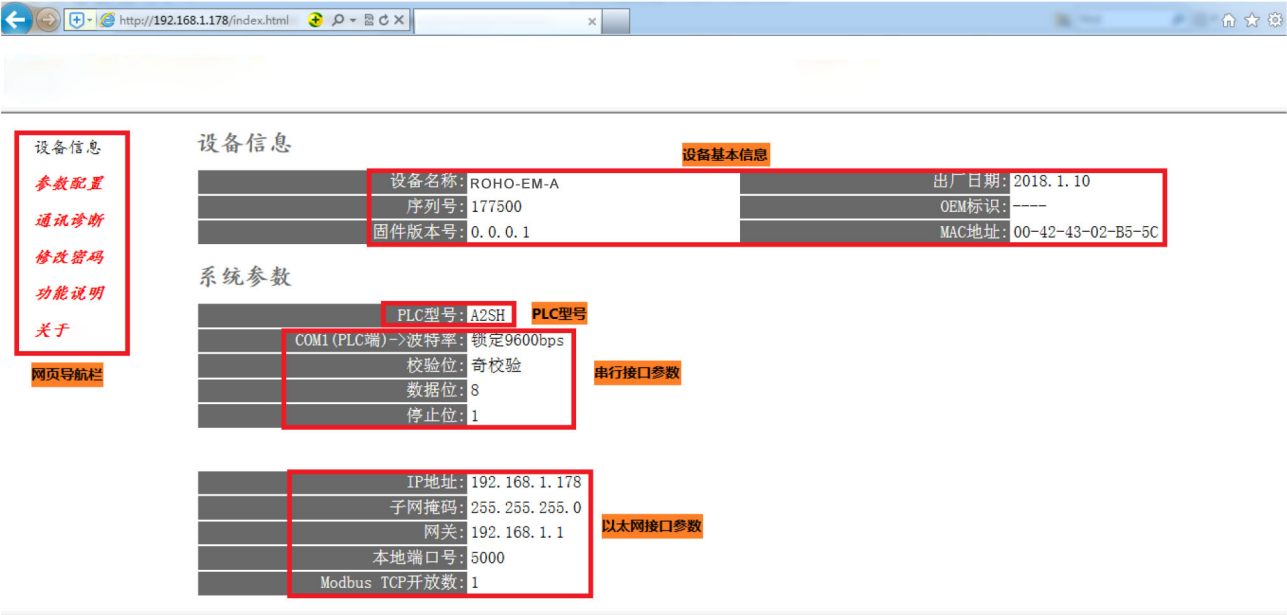 http://192.168.1.178/index.html
设备信息
参数配置
通讯诊断
修改密码
功能说明
关于
网页导航栏
设备信息
设备基本信息
设备名称: ROHO-EM-A 出厂日期: 2018.1.10
序列号: 177500 OEM标识: ----
固件版本号: 0.0.0.1 MAC地址: 00-42-43-02-B5-5C
系统参数
PLC型号: A2SH PLC型号
COM1(PLC端)->波特率: 锁定9600bps
校验位: 奇校验
串行接口参数
数据位: 8
停止位: 1
IP地址: 192.168.1.178
子网掩码: 255.255.255.0
网关: 192.168.1.1
以太网接口参数
本地端口号: 5000
Modbus TCP开放数: 1